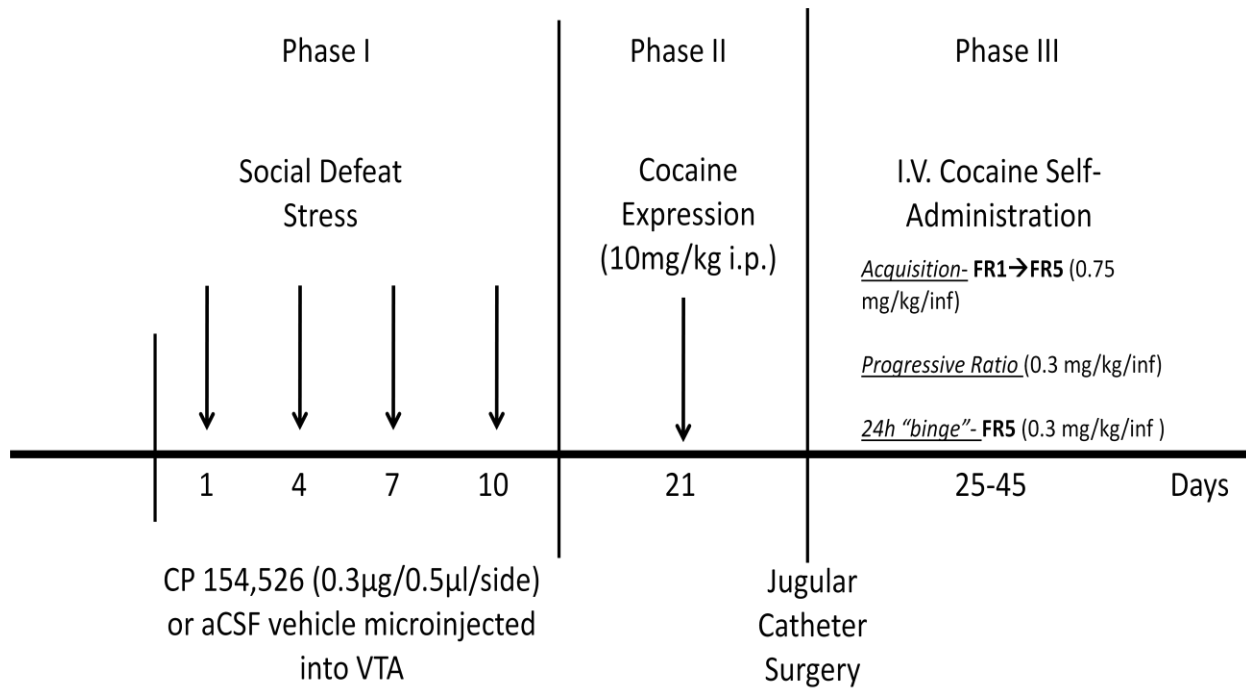 Phase I
Phase II
Phase III
Social Defeat
Stress
Cocaine
Expression
(10mg/kg i.p.)
I.V. Cocaine Self-
Administration
Acquisition- FR1→FR5 (0.75
mg/kg/inf)
Progressive Ratio (0.3 mg/kg/inf)
24h “binge”- FR5 (0.3 mg/kg/inf )
1
4
7
10
21
25-45
Days
CP 154,526 (0.3µg/0.5µl/side)
or aCSF vehicle microinjected
into VTA
Jugular
Catheter
Surgery